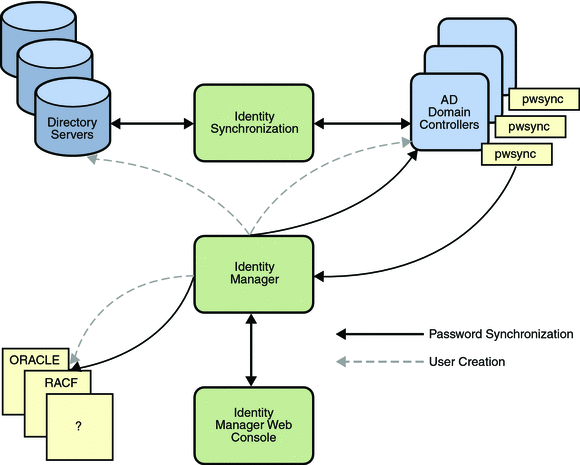 Directory
Servers
Identity
Synchronization
AD
Domain
Controllers
pwsync
pwsync
pwsync
Identity
Manager
ORACLE
RACF
?
Identity
Manager Web
Console
Password Synchronization
User Creation